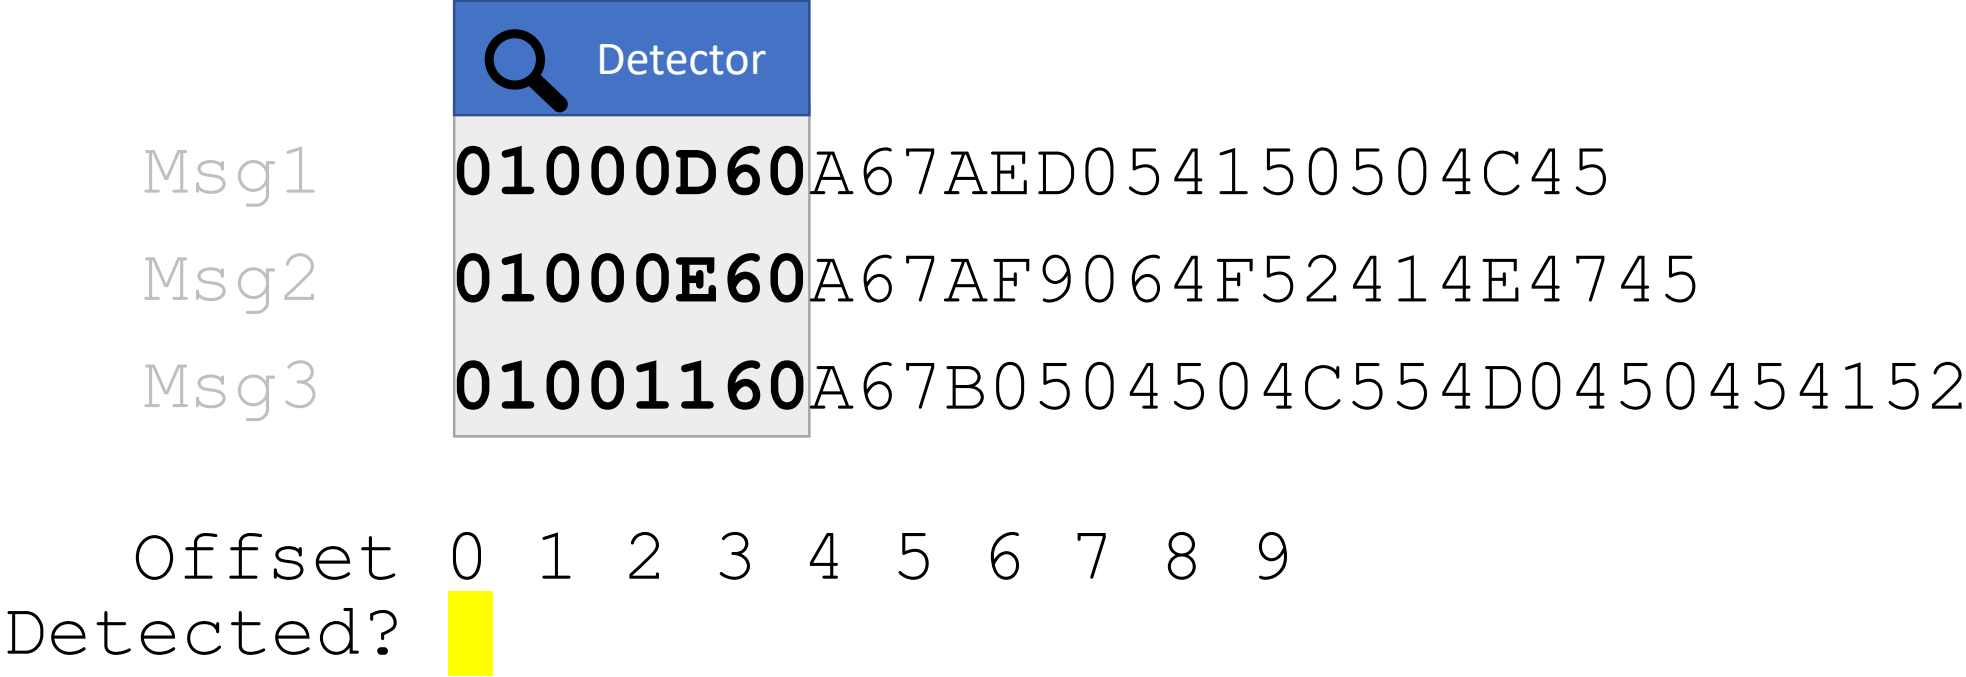 Detector
Msg1 01000D60A67AED054150504C45
Msg2 01000E60A67AF9064F52414E4745
Msg3 01001160A67B0504504C554D0450454152
Offset 0 1 2 3 4 5 6 7 8 9
Detected?